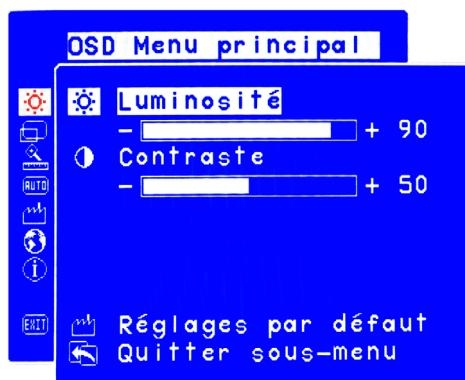 OSD Menu principal
Luminosité
- + 90
Contraste
- + 50
AUTO
EXIT
Réglages par défaut
Quitter sous-menu